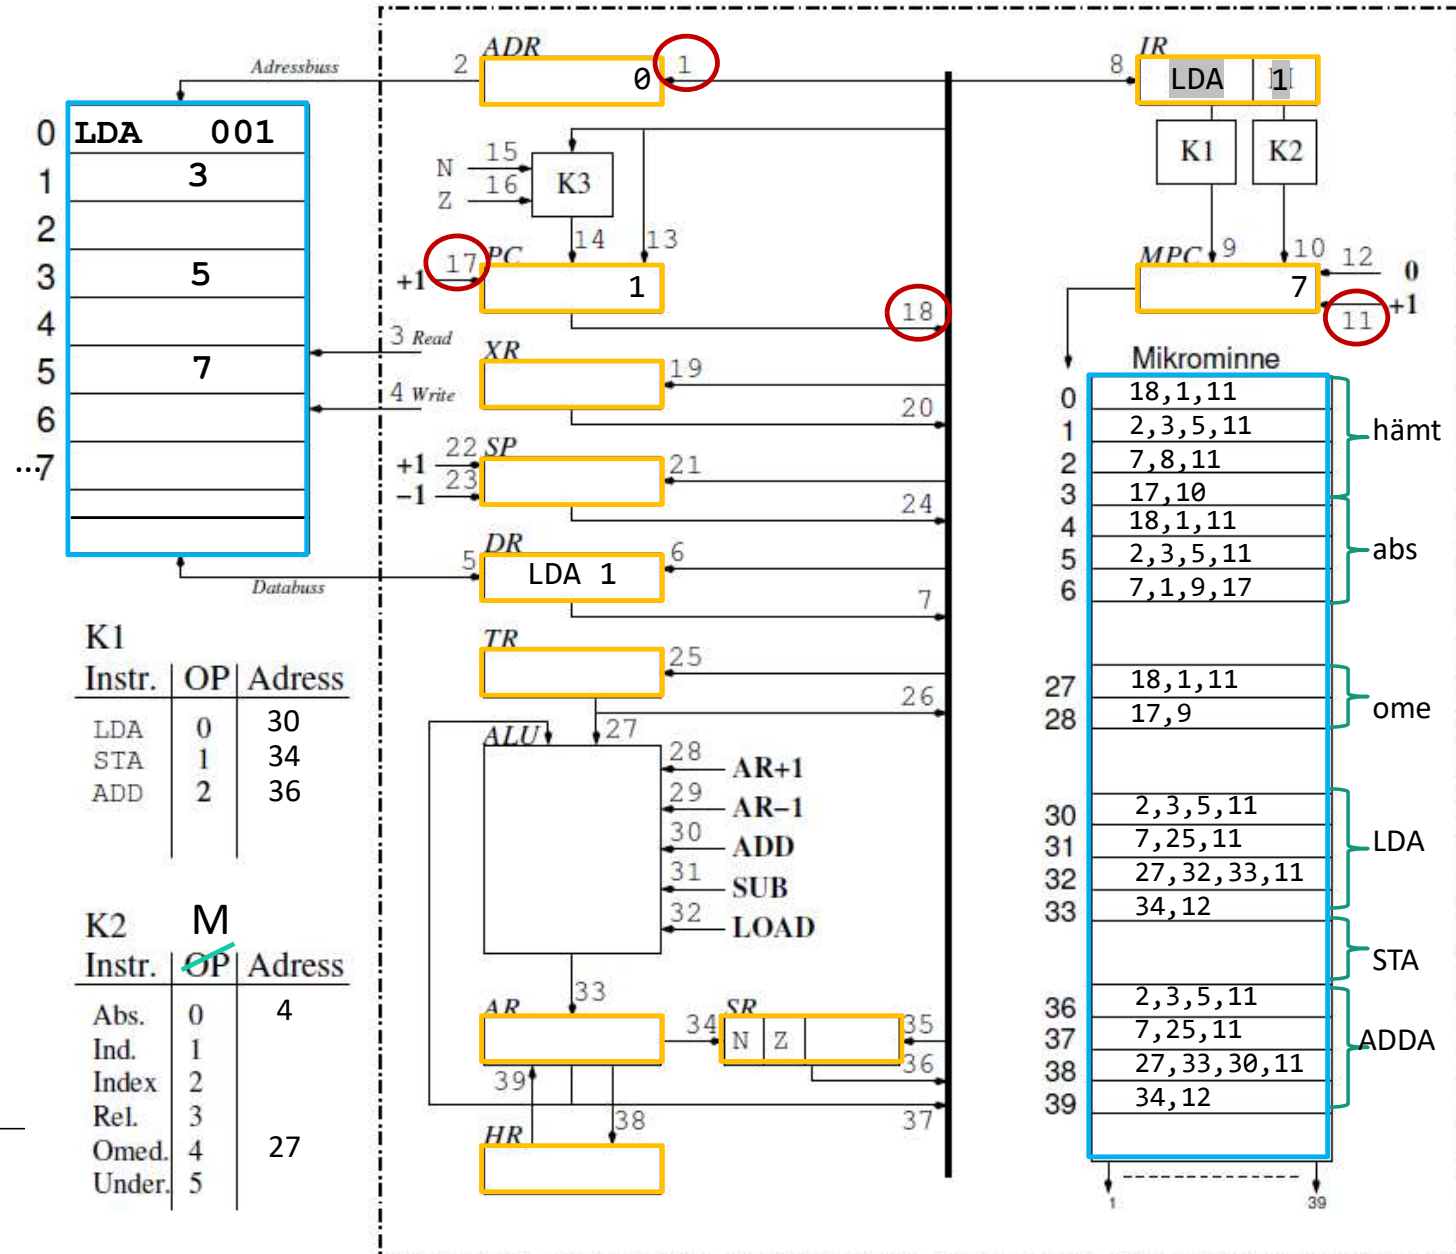 Adressbuss
0 LDA 001
1 3
2
3 5
4
5 7
6
...7
Databuss
3 Read
4 Write
K1
Instr. OP Adress
LDA 0 30
STA 1 34
ADD 2 36
K2 M
Instr. OP Adress
Abs. 0 4
Ind. 1
Index 2
Rel. 3
Omed. 4 27
Under. 5
ADR
2 0 1
N 15
Z 16
K3
14 13
PC
+1 17 1
18
XR
19
20
SP
+1 22 21
-1 23
24
DR
5 LDA 1 6
7
TR
25
26
27
ALU
28 AR+1
29 AR-1
30 ADD
31 SUB
32 LOAD
33
AR
34
SR
N Z 35
36
37
39
38
HR
IR
8 LDA 1
K1 K2
9 10
MPC
7 12 0
11 +1
Mikrominne
0 18,1,11
1 2,3,5,11
2 7,8,11
3 17,10
hämt
4 18,1,11
5 2,3,5,11
6 7,1,9,17
abs
27 18,1,11
28 17,9
ome
30 2,3,5,11
31 7,25,11
32 27,32,33,11
33 34,12
LDA
STA
36 2,3,5,11
37 7,25,11
38 27,33,30,11
39 34,12
ADDA
1 39